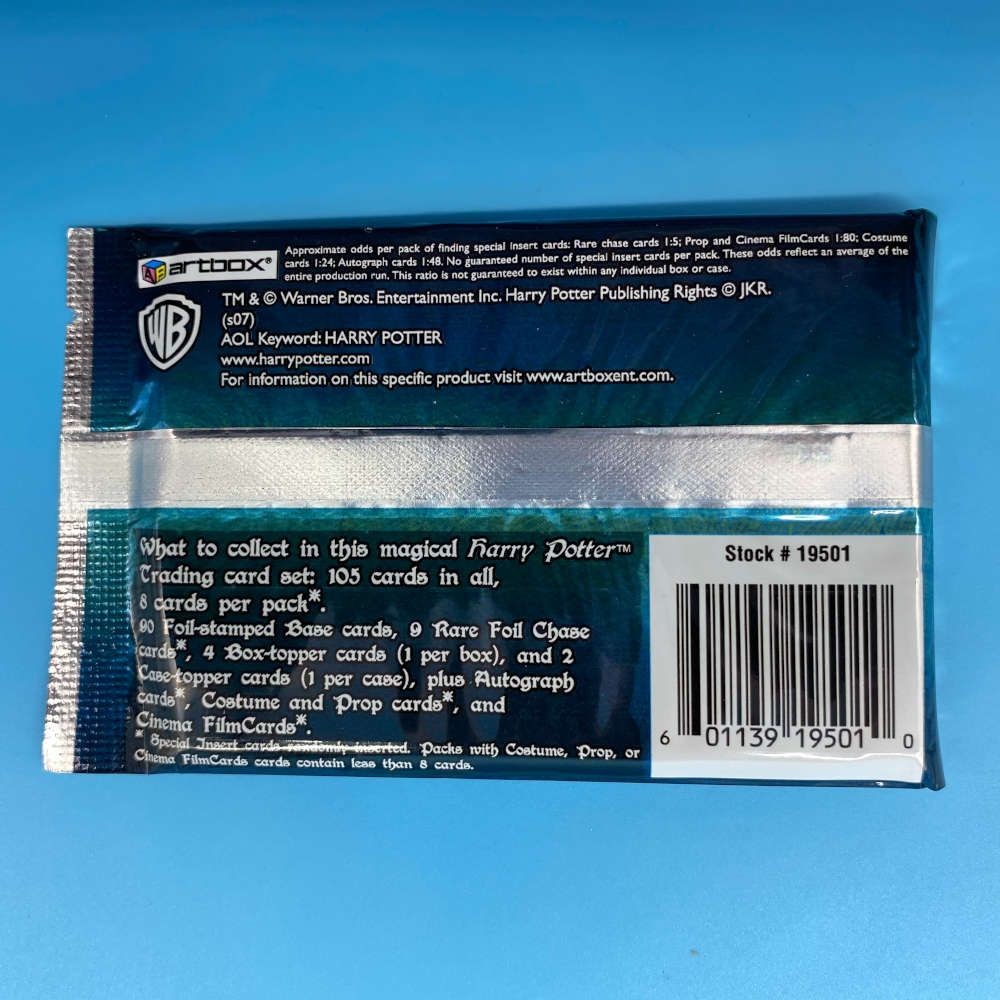 artbox®
Approximate odds per pack of finding special insert cards: Rare chase cards 1:5; Prop and Cinema FilmCards 1:80; Costume
cards 1:24; Autograph cards 1:48. No guaranteed number of special insert cards per pack. These odds reflect an average of the
entire production run. This ratio is not guaranteed to exist within any individual box or case.
WB
TM & © Warner Bros. Entertainment Inc. Harry Potter Publishing Rights © JKR.
(s07)
AOL Keyword: HARRY POTTER
www.harrypotter.com
For information on this specific product visit www.artboxent.com.
What to collect in this magical Harry Potter™
Trading card set: 105 cards in all,
8 cards per pack*.
90 Foil-stamped Base cards, 9 Rare Foil Chase
cards*, 4 Box-topper cards (1 per box), and 2
Case-topper cards (1 per case), plus Autograph
cards*, Costume and Prop cards*, and
Cinema FilmCards*.
* Special Insert cards randomly inserted. Packs with Costume, Prop, or
Cinema FilmCards cards contain less than 8 cards.
Stock # 19501
6 01139 19501 0